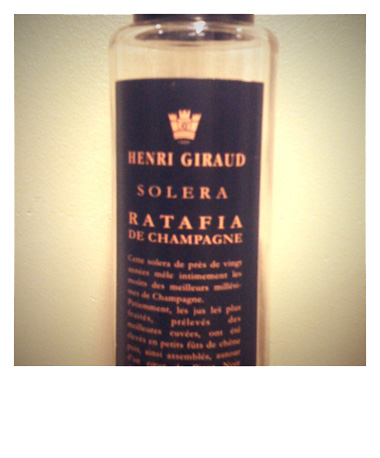 HENRI GIRAUD
SOLERA
RATAFIA
DE CHAMPAGNE
Cette solera de près de vingt
années mêle intimement les
moûts des meilleurs millési-
mes de Champagne.
Patiemment, les jus les plus
fruités, prélevés des
meilleures cuvées, ont été
élevés en petits fûts de chêne
puis, ainsi assemblés, autour